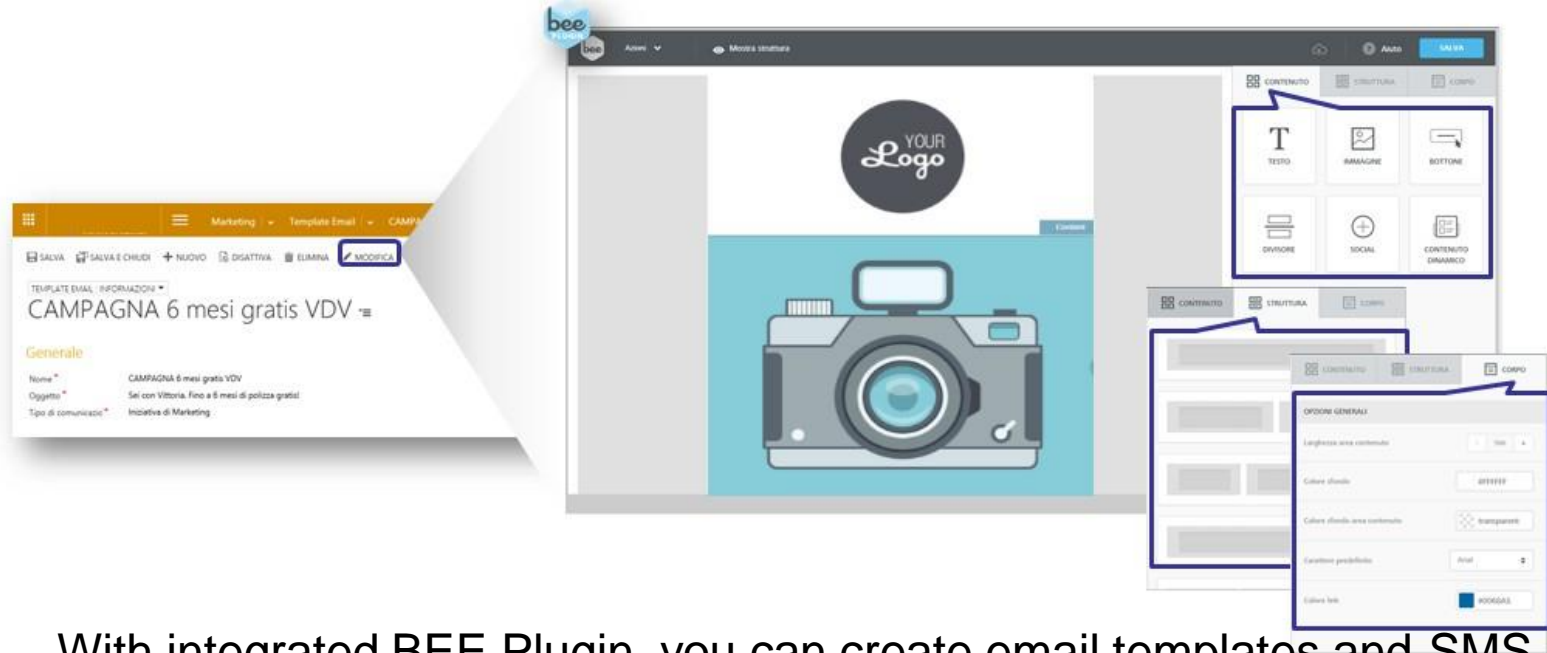 bee
PLUGIN
bee
Azioni
Mostra struttura
Aiuto
SALVA
CONTENUTO
STRUTTURA
CORPO
YOUR
Logo
TESTO
IMMAGINE
BOTTONE
DIVISORE
SOCIAL
CONTENUTO
DINAMICO
Marketing
Template Email
SALVA
SALVA E CHIUDI
NUOVO
DISATTIVA
ELIMINA
MODIFICA
TEMPLATE EMAIL : INFORMAZIONI
CAMPAGNA 6 mesi gratis VDV
Generale
Nome * CAMPAGNA 6 mesi gratis VDV
Oggetto * Sei con Vittoria. Fino a 6 mesi di polizza gratis!
Tipo di comunicazio * Iniziativa di Marketing
CONTENUTO
STRUTTURA
CORPO
CONTENUTO
STRUTTURA
CORPO
OPZIONI GENERALI
Larghezza area contenuto
Colore sfondo #FFFFFF
Colore sfondo area contenuto transparent
Carattere predefinito Arial
Colore link
With integrated BEE Plugin, you can create email templates and SMS